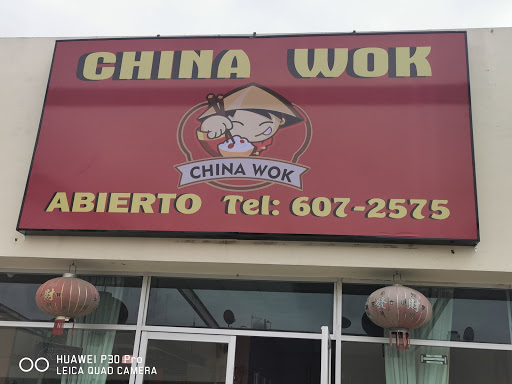 CHINA WOK
CHINA WOK
ABIERTO Tel: 607-2575
HUAWEI P30 Pro
LEICA QUAD CAMERA